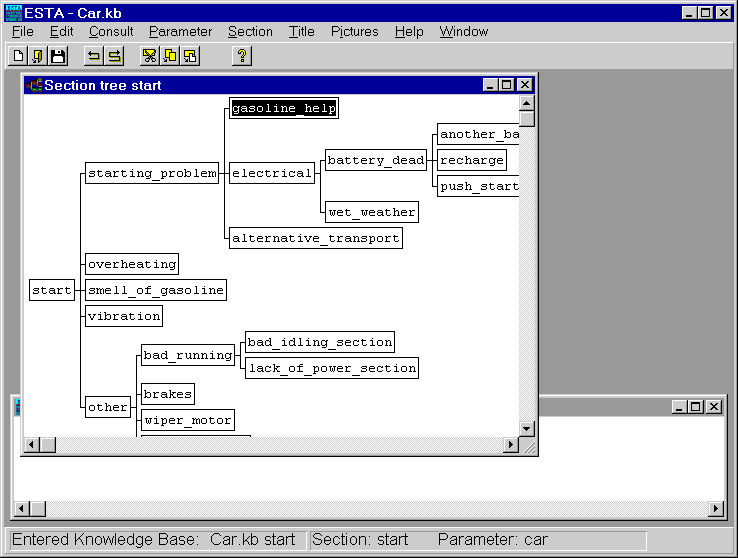 ESTA - Car.kb
File Edit Consult Parameter Section Title Pictures Help Window
?
Section tree start
gasoline_help
another_ba
battery_dead
recharge
starting_problem
electrical
push_start
wet_weather
alternative_transport
overheating
start
smell_of_gasoline
vibration
bad_idling_section
bad_running
lack_of_power_section
brakes
other
wiper_motor
Entered Knowledge Base: Car.kb start Section: start Parameter: car